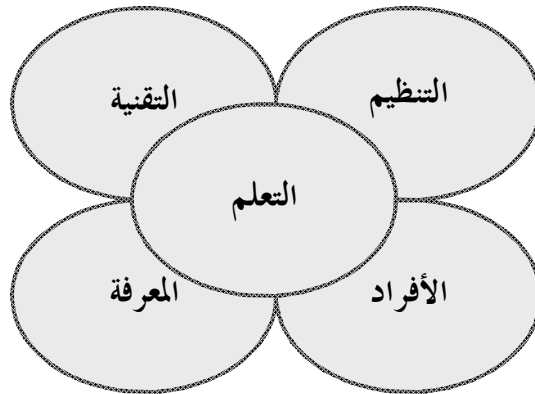 التنظيم
التقنية
التعلم
الأفراد
المعرفة